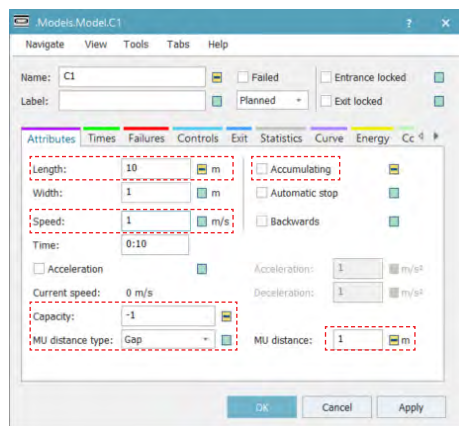 .Models.Model.C1 ? ×
Navigate View Tools Tabs Help
Name: C1 Failed Entrance locked
Label: Planned Exit locked
Attributes Times Failures Controls Exit Statistics Curve Energy Cc
Length: 10 m Accumulating
Width: 1 m Automatic stop
Speed: 1 m/s Backwards
Time: 0:10
Acceleration Acceleration: 1 m/s²
Current speed: 0 m/s Deceleration: 1 m/s²
Capacity: -1
MU distance type: Gap MU distance: 1 m
OK Cancel Apply